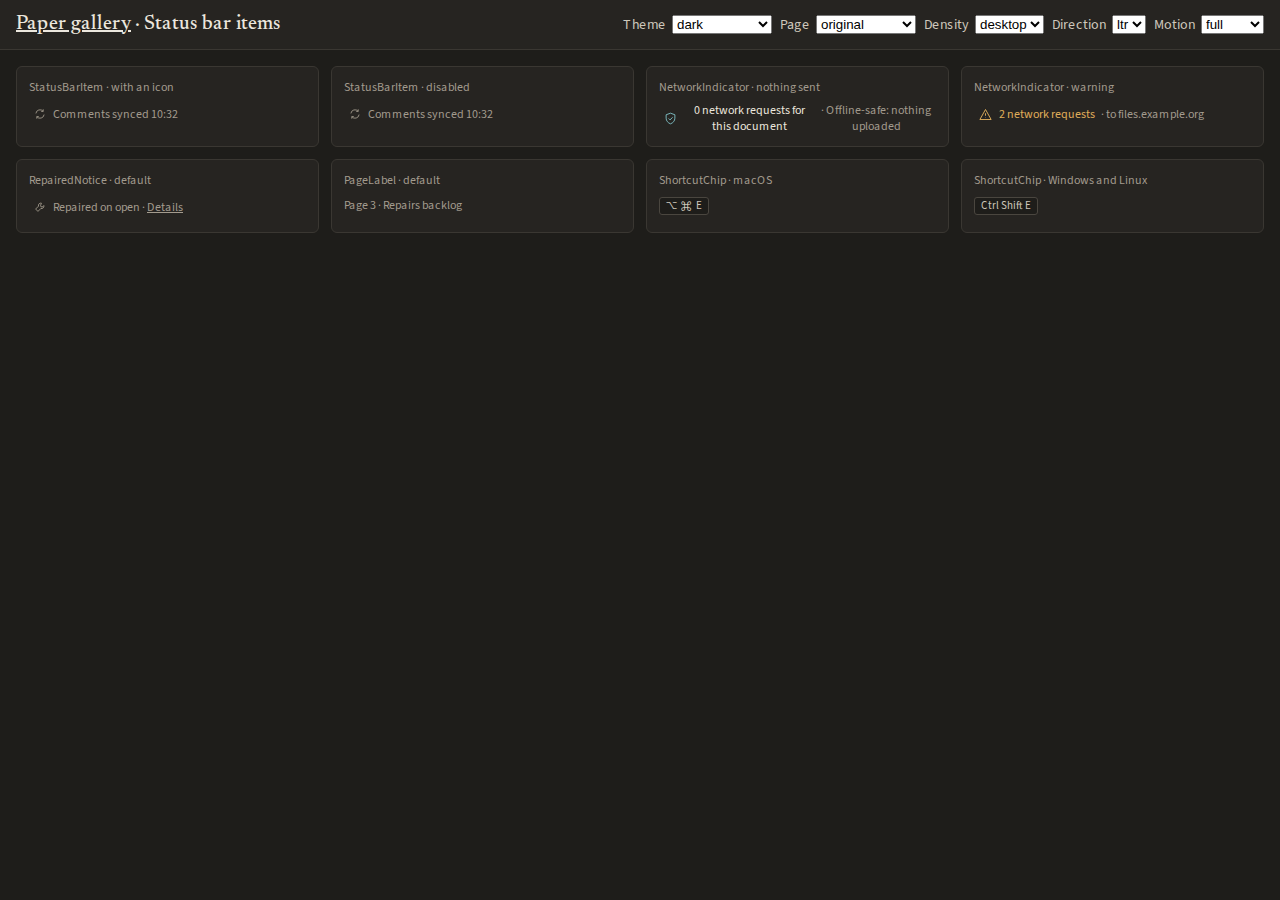 Paper gallery · Status bar items
Theme dark Page original Density desktop Direction ltr Motion full
StatusBarItem · with an icon
Comments synced 10:32
StatusBarItem · disabled
Comments synced 10:32
NetworkIndicator · nothing sent
0 network requests for this document
· Offline-safe: nothing uploaded
NetworkIndicator · warning
2 network requests · to files.example.org
RepairedNotice · default
Repaired on open · Details
PageLabel · default
Page 3 · Repairs backlog
ShortcutChip · macOS
⌥ ⌘ E
ShortcutChip · Windows and Linux
Ctrl Shift E